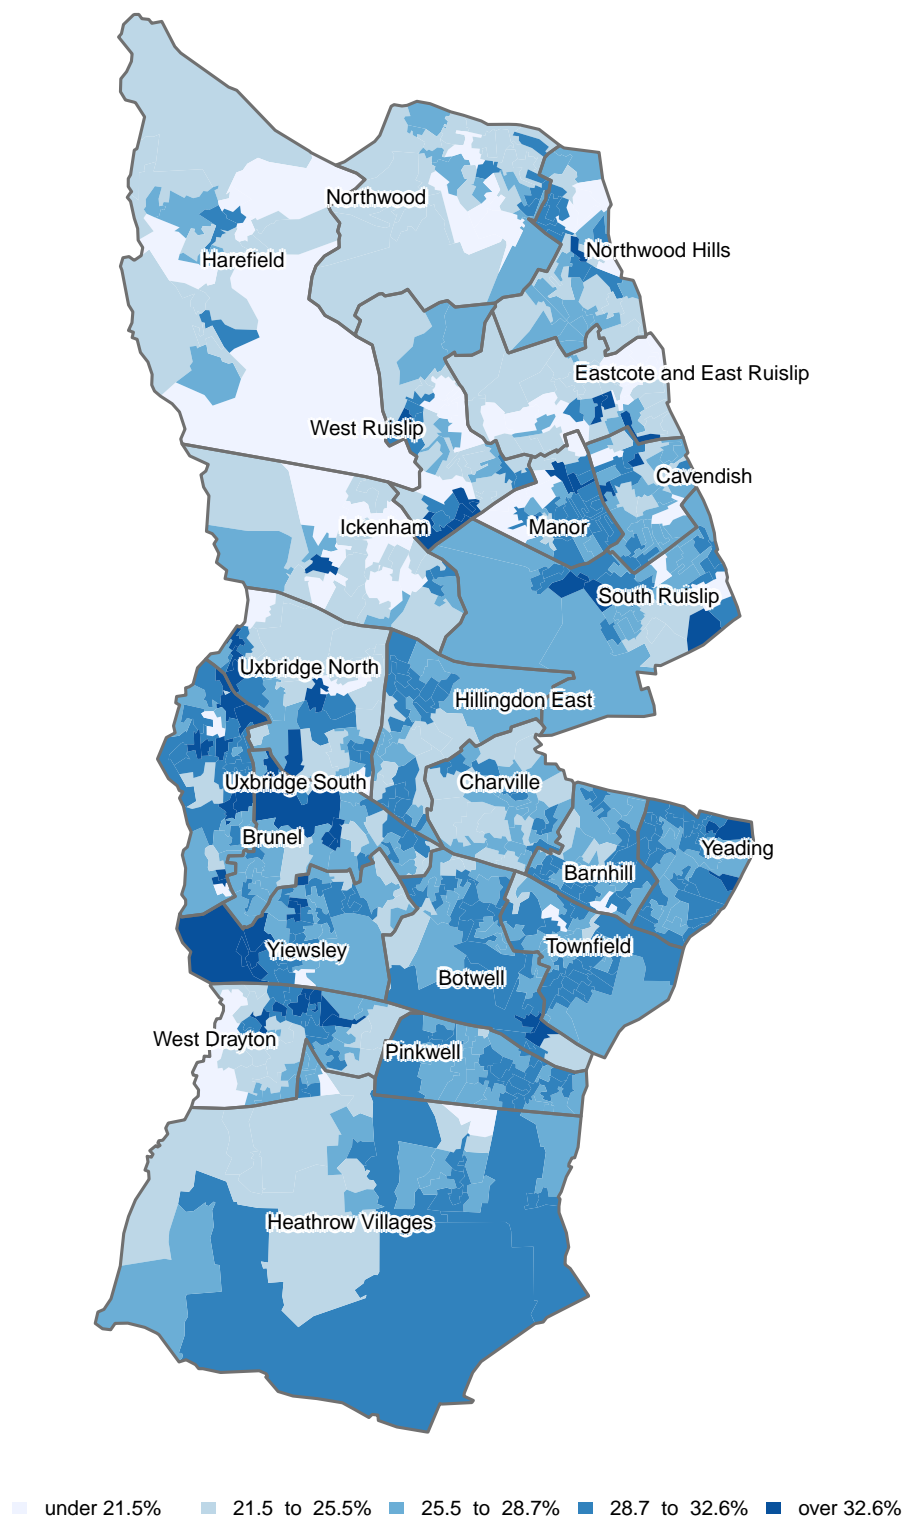 Northwood
Northwood Hills
Harefield
Eastcote and East Ruislip
West Ruislip
Cavendish
Ickenham
Manor
South Ruislip
Uxbridge North
Hillingdon East
Uxbridge South
Charville
Brunel
Yeading
Barnhill
Yiewsley
Townfield
Botwell
West Drayton
Pinkwell
Heathrow Villages
under 21.5% 21.5 to 25.5% 25.5 to 28.7% 28.7 to 32.6% over 32.6%